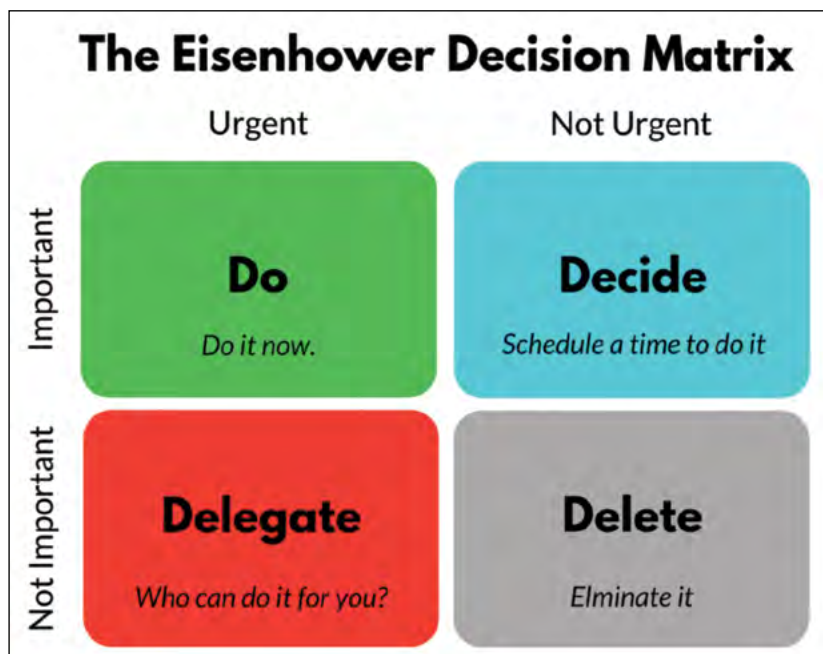 The Eisenhower Decision Matrix
Urgent
Not Urgent
Important
Do
Do it now.
Decide
Schedule a time to do it
Not Important
Delegate
Who can do it for you?
Delete
Elminate it